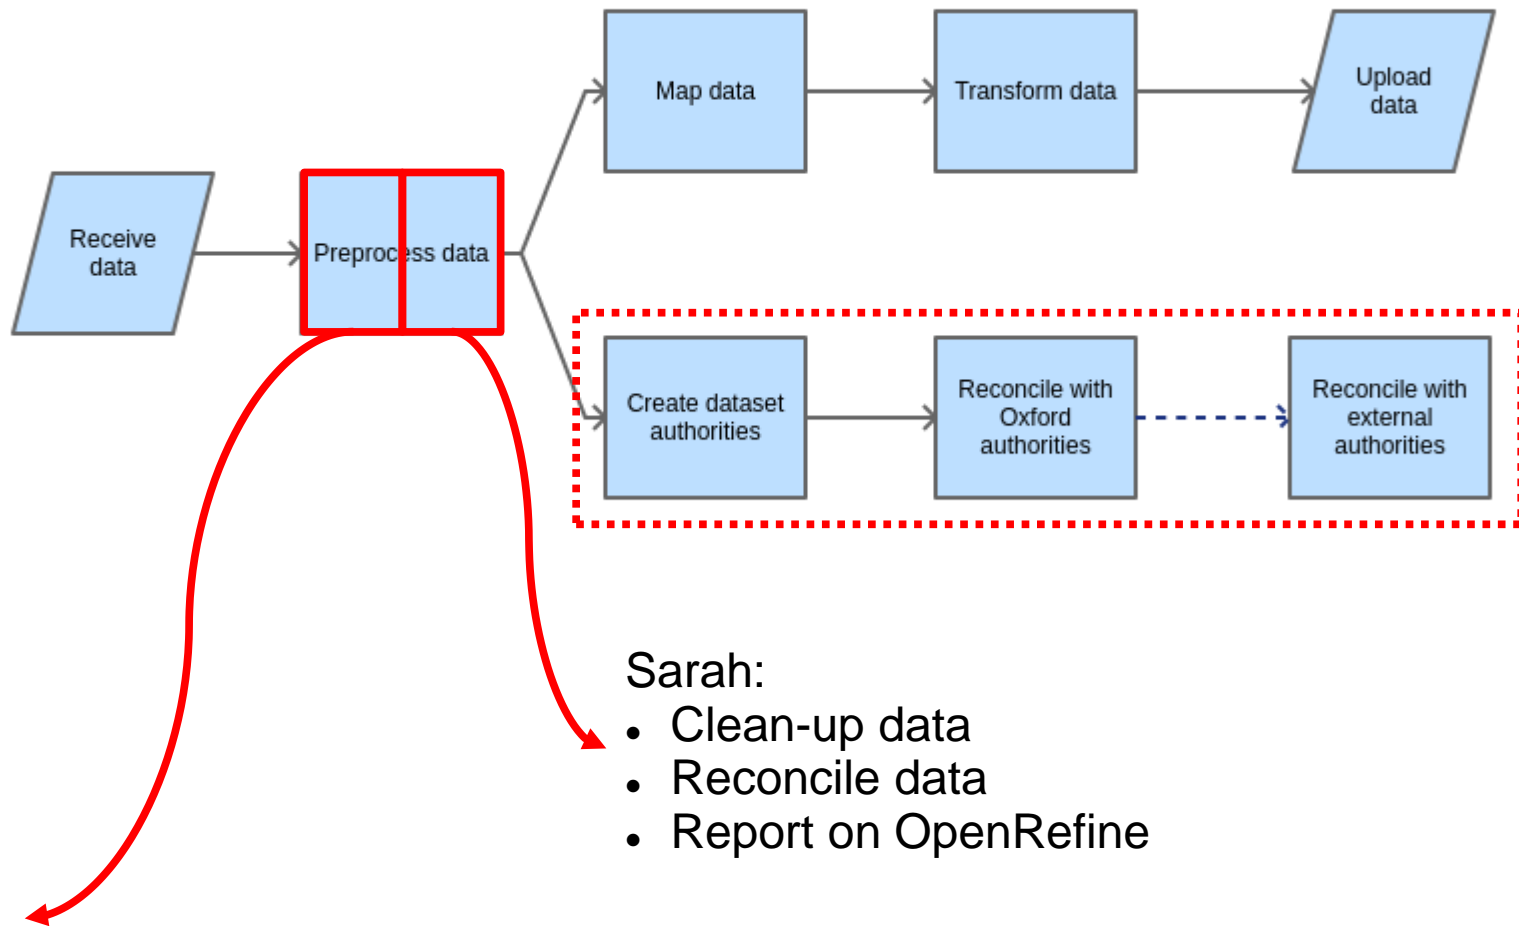 Map data
Transform data
Upload
data
Receive
data
Preprocess data
Create dataset
authorities
Reconcile with
Oxford
authorities
Reconcile with
external
authorities
Sarah:
● Clean-up data
● Reconcile data
● Report on OpenRefine